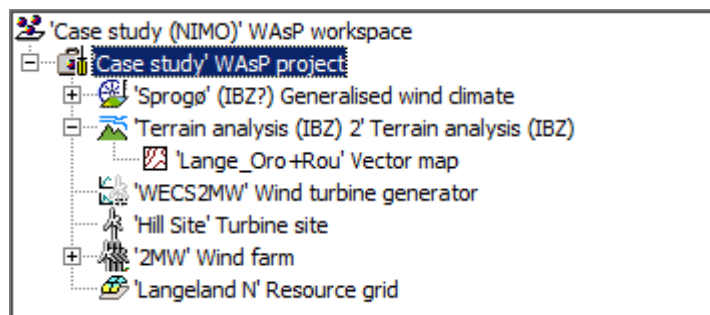 'Case study (NIMO)' WAsP workspace
'Case study' WAsP project
'Sprogø' (IBZ?) Generalised wind climate
'Terrain analysis (IBZ) 2' Terrain analysis (IBZ)
'Lange_Oro+Rou' Vector map
'WECS2MW' Wind turbine generator
'Hill Site' Turbine site
'2MW' Wind farm
'Langeland N' Resource grid